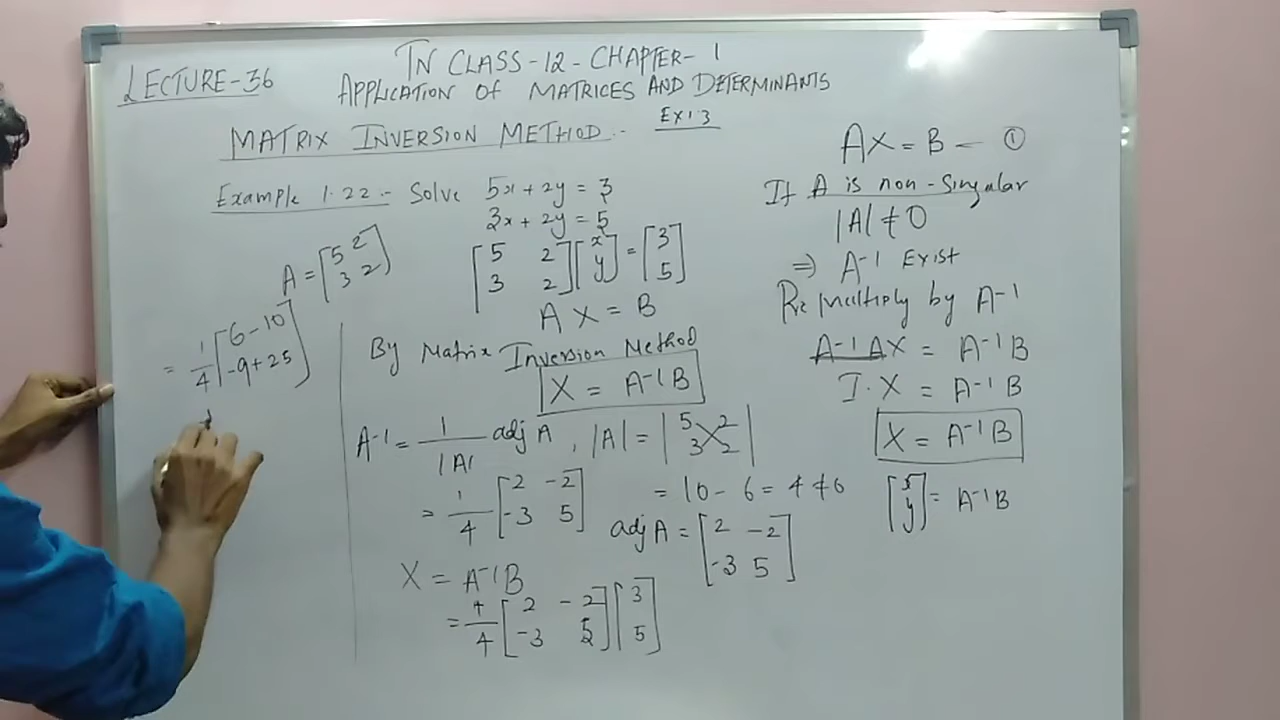 LECTURE-36
TN CLASS-12-CHAPTER-1
APPLICATION OF MATRICES AND DETERMINANTS
MATRIX INVERSION METHOD:-
EX 1.3
Example 1.22:- Solve 5x+2y=3
3x+2y=5
A = [5 2
3 2]
[5 2
3 2] [x
y] = [3
5]
A X = B
By Matrix Inversion Method
X = A⁻¹B
A⁻¹ = 1/|A| adj A, |A| = |5 2
3 2|
= 10 - 6 = 4 ≠ 0
= 1/4 [2 -2
-3 5]
adj A = [2 -2
-3 5]
X = A⁻¹B
= 1/4 [2 -2
-3 5] [3
5]
= 1/4 [6-10
-9+25]
AX = B — ①
If A is non-Singular
|A| ≠ 0
⇒ A⁻¹ Exist
Pre multiply by A⁻¹
A⁻¹AX = A⁻¹B
I·X = A⁻¹B
X = A⁻¹B
[x
y] = A⁻¹B